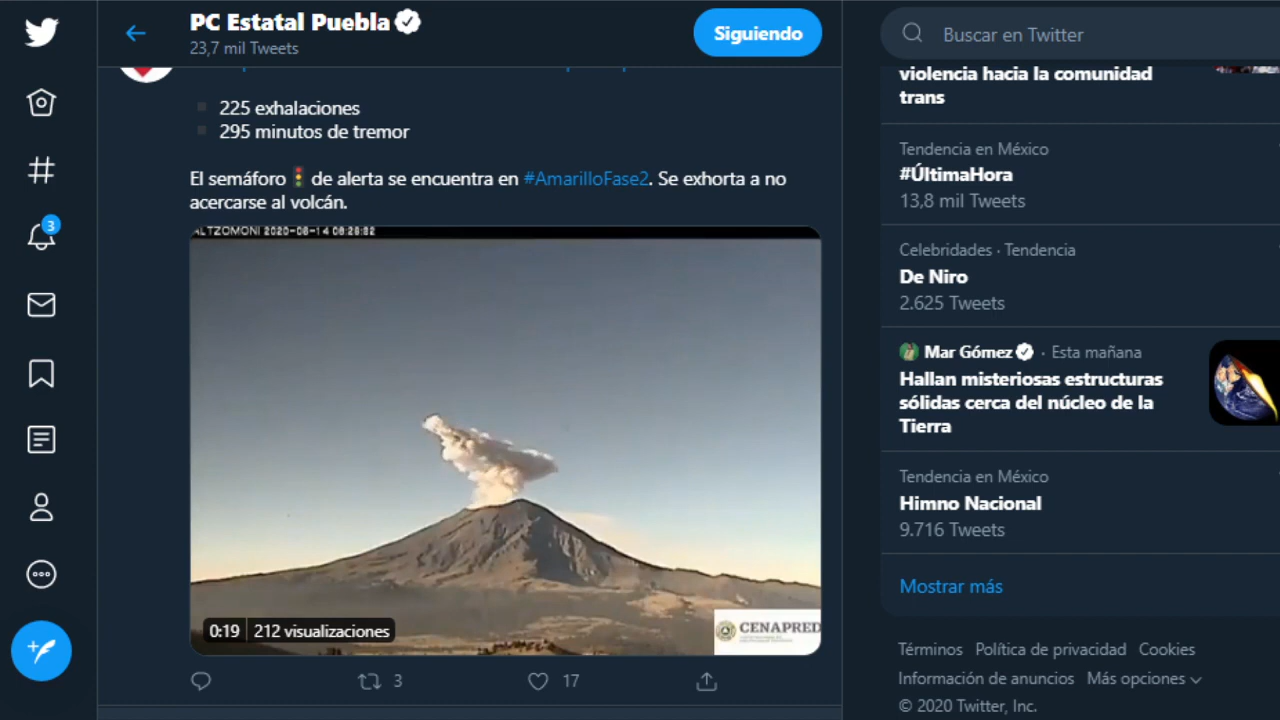 PC Estatal Puebla
23,7 mil Tweets
Siguiendo
225 exhalaciones
295 minutos de tremor
El semáforo 🚦 de alerta se encuentra en #AmarilloFase2. Se exhorta a no
acercarse al volcán.
ALTZOMONI 2020-06-14
0:19 212 visualizaciones
CENAPRED
3
17
3
Buscar en Twitter
violencia hacia la comunidad
trans
Tendencia en México
#ÚltimaHora
13,8 mil Tweets
Celebridades · Tendencia
De Niro
2.625 Tweets
Mar Gómez · Esta mañana
Hallan misteriosas estructuras
sólidas cerca del núcleo de la
Tierra
Tendencia en México
Himno Nacional
9.716 Tweets
Mostrar más
Términos Política de privacidad Cookies
Información de anuncios Más opciones
© 2020 Twitter, Inc.